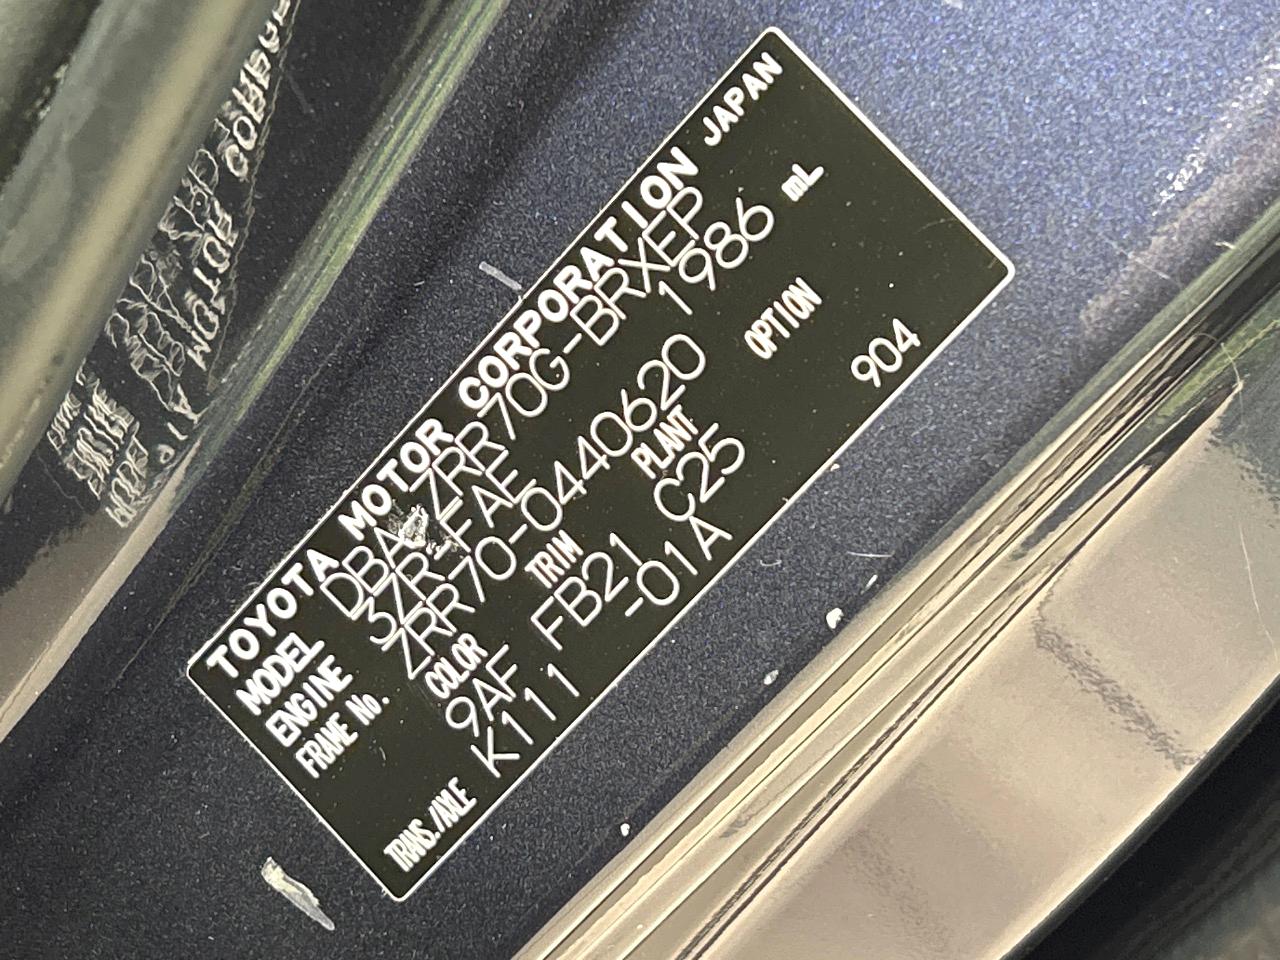 TOYOTA MOTOR CORPORATION JAPAN
MODEL DBA-ZRR70G-BRXEP
ENGINE 3ZR-FAE 1986 mL
FRAME No. ZRR70-0440620
COLOR TRIM PLANT OPTION
9AF FB21 C25 904
TRANS./AXLE K111 -01A